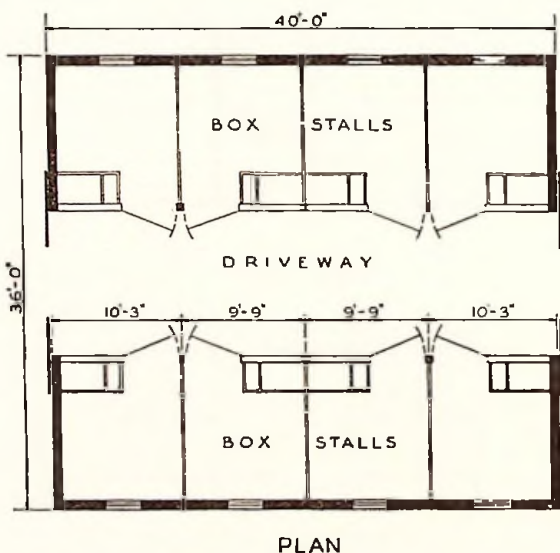 40'-0"
BOX STALLS
DRIVEWAY
36'-0"
10'-3" 9'-9" 9'-9" 10'-3"
BOX STALLS
PLAN